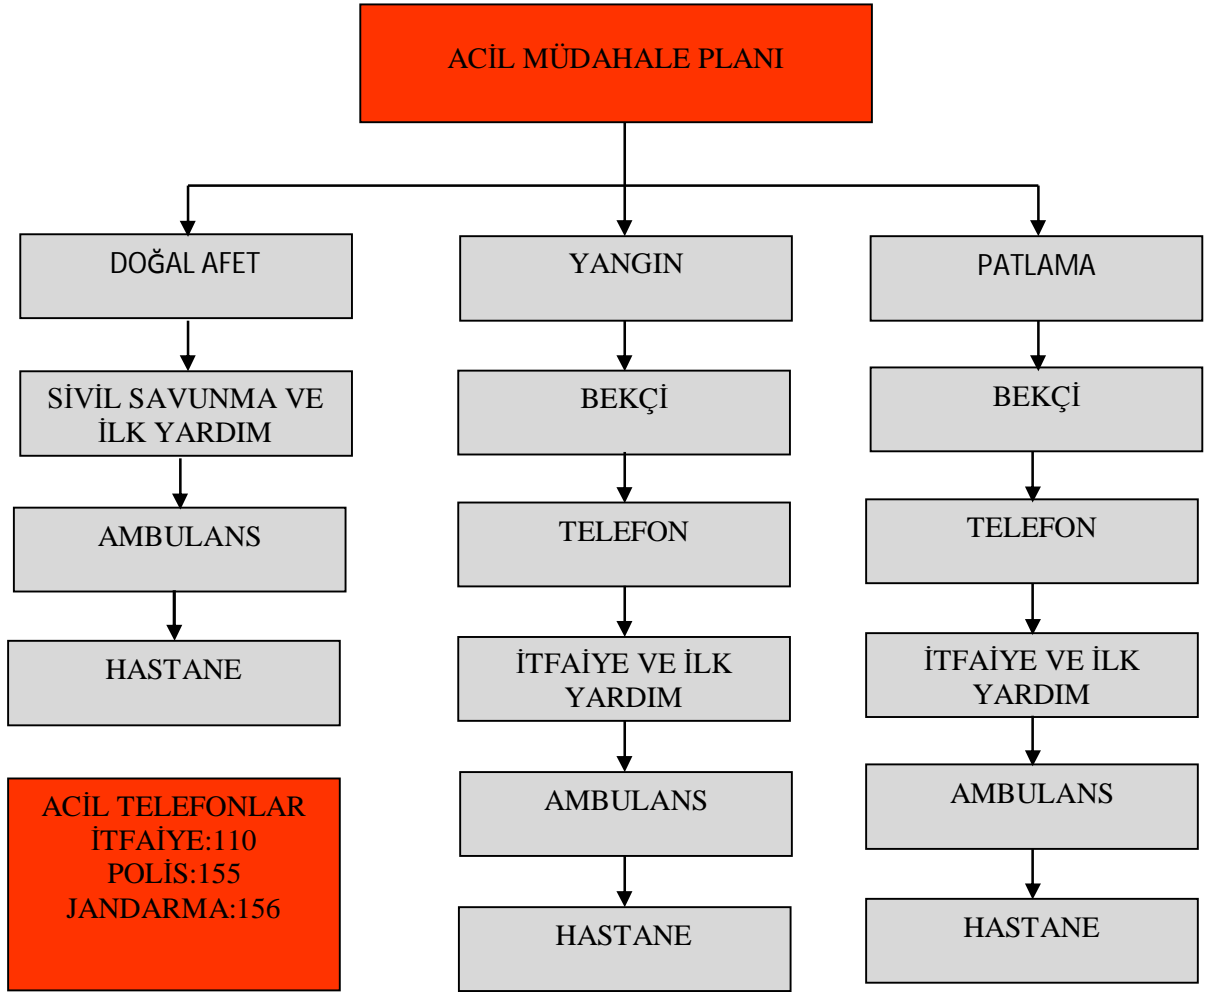 ACİL MÜDAHALE PLANI
DOĞAL AFET
SİVİL SAVUNMA VE
İLK YARDIM
AMBULANS
HASTANE
YANGIN
BEKÇİ
TELEFON
İTFAİYE VE İLK
YARDIM
AMBULANS
HASTANE
PATLAMA
BEKÇİ
TELEFON
İTFAİYE VE İLK
YARDIM
AMBULANS
HASTANE
ACİL TELEFONLAR
İTFAİYE:110
POLİS:155
JANDARMA:156